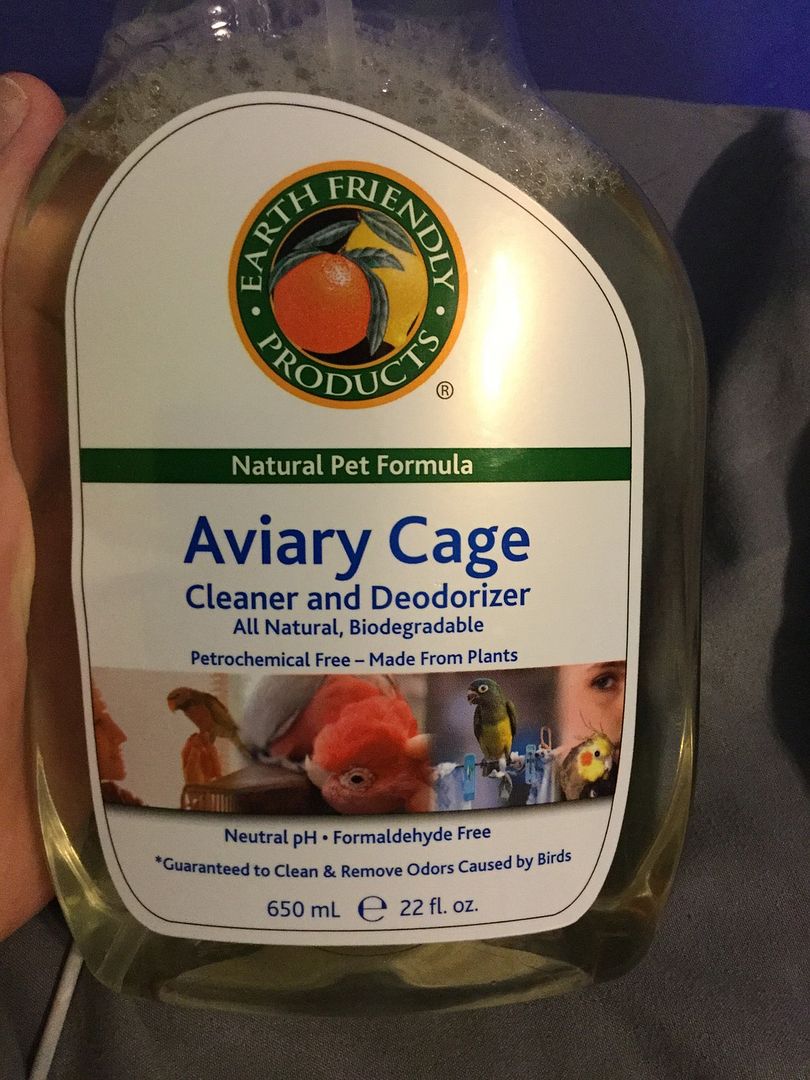 EARTH FRIENDLY
PRODUCTS
®
Natural Pet Formula
Aviary Cage
Cleaner and Deodorizer
All Natural, Biodegradable
Petrochemical Free – Made From Plants
Neutral pH • Formaldehyde Free
*Guaranteed to Clean & Remove Odors Caused by Birds
650 mL ℮ 22 fl. oz.